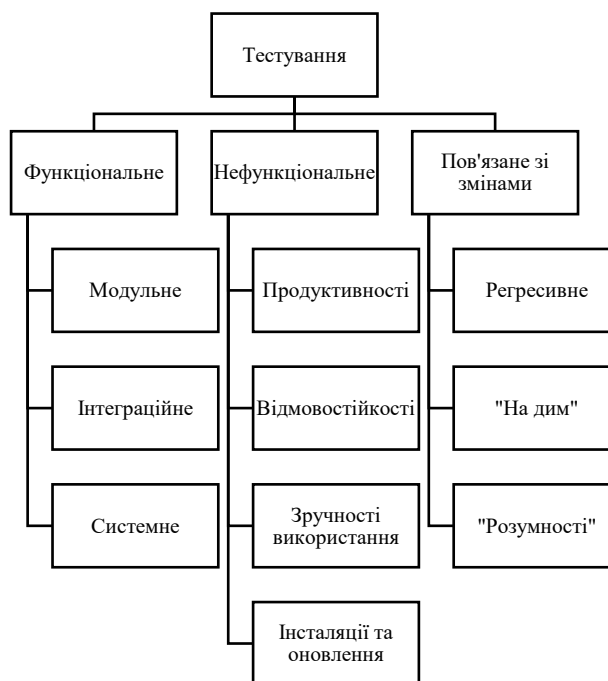 Тестування
Функціональне
Нефункціональне
Пов'язане зі
змінами
Модульне
Продуктивності
Регресивне
Інтеграційне
Відмовостійкості
"На дим"
Системне
Зручності
використання
"Розумності"
Інсталяції та
оновлення